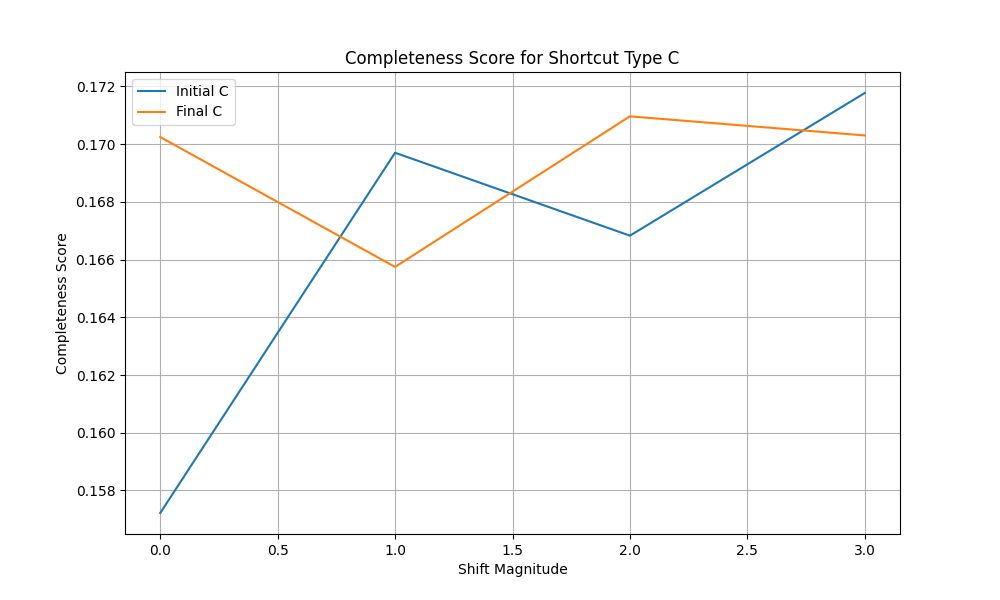 Completeness Score for Shortcut Type C
Initial C
Final C
Completeness Score
0.172
0.170
0.168
0.166
0.164
0.162
0.160
0.158
0.0 0.5 1.0 1.5 2.0 2.5 3.0
Shift Magnitude